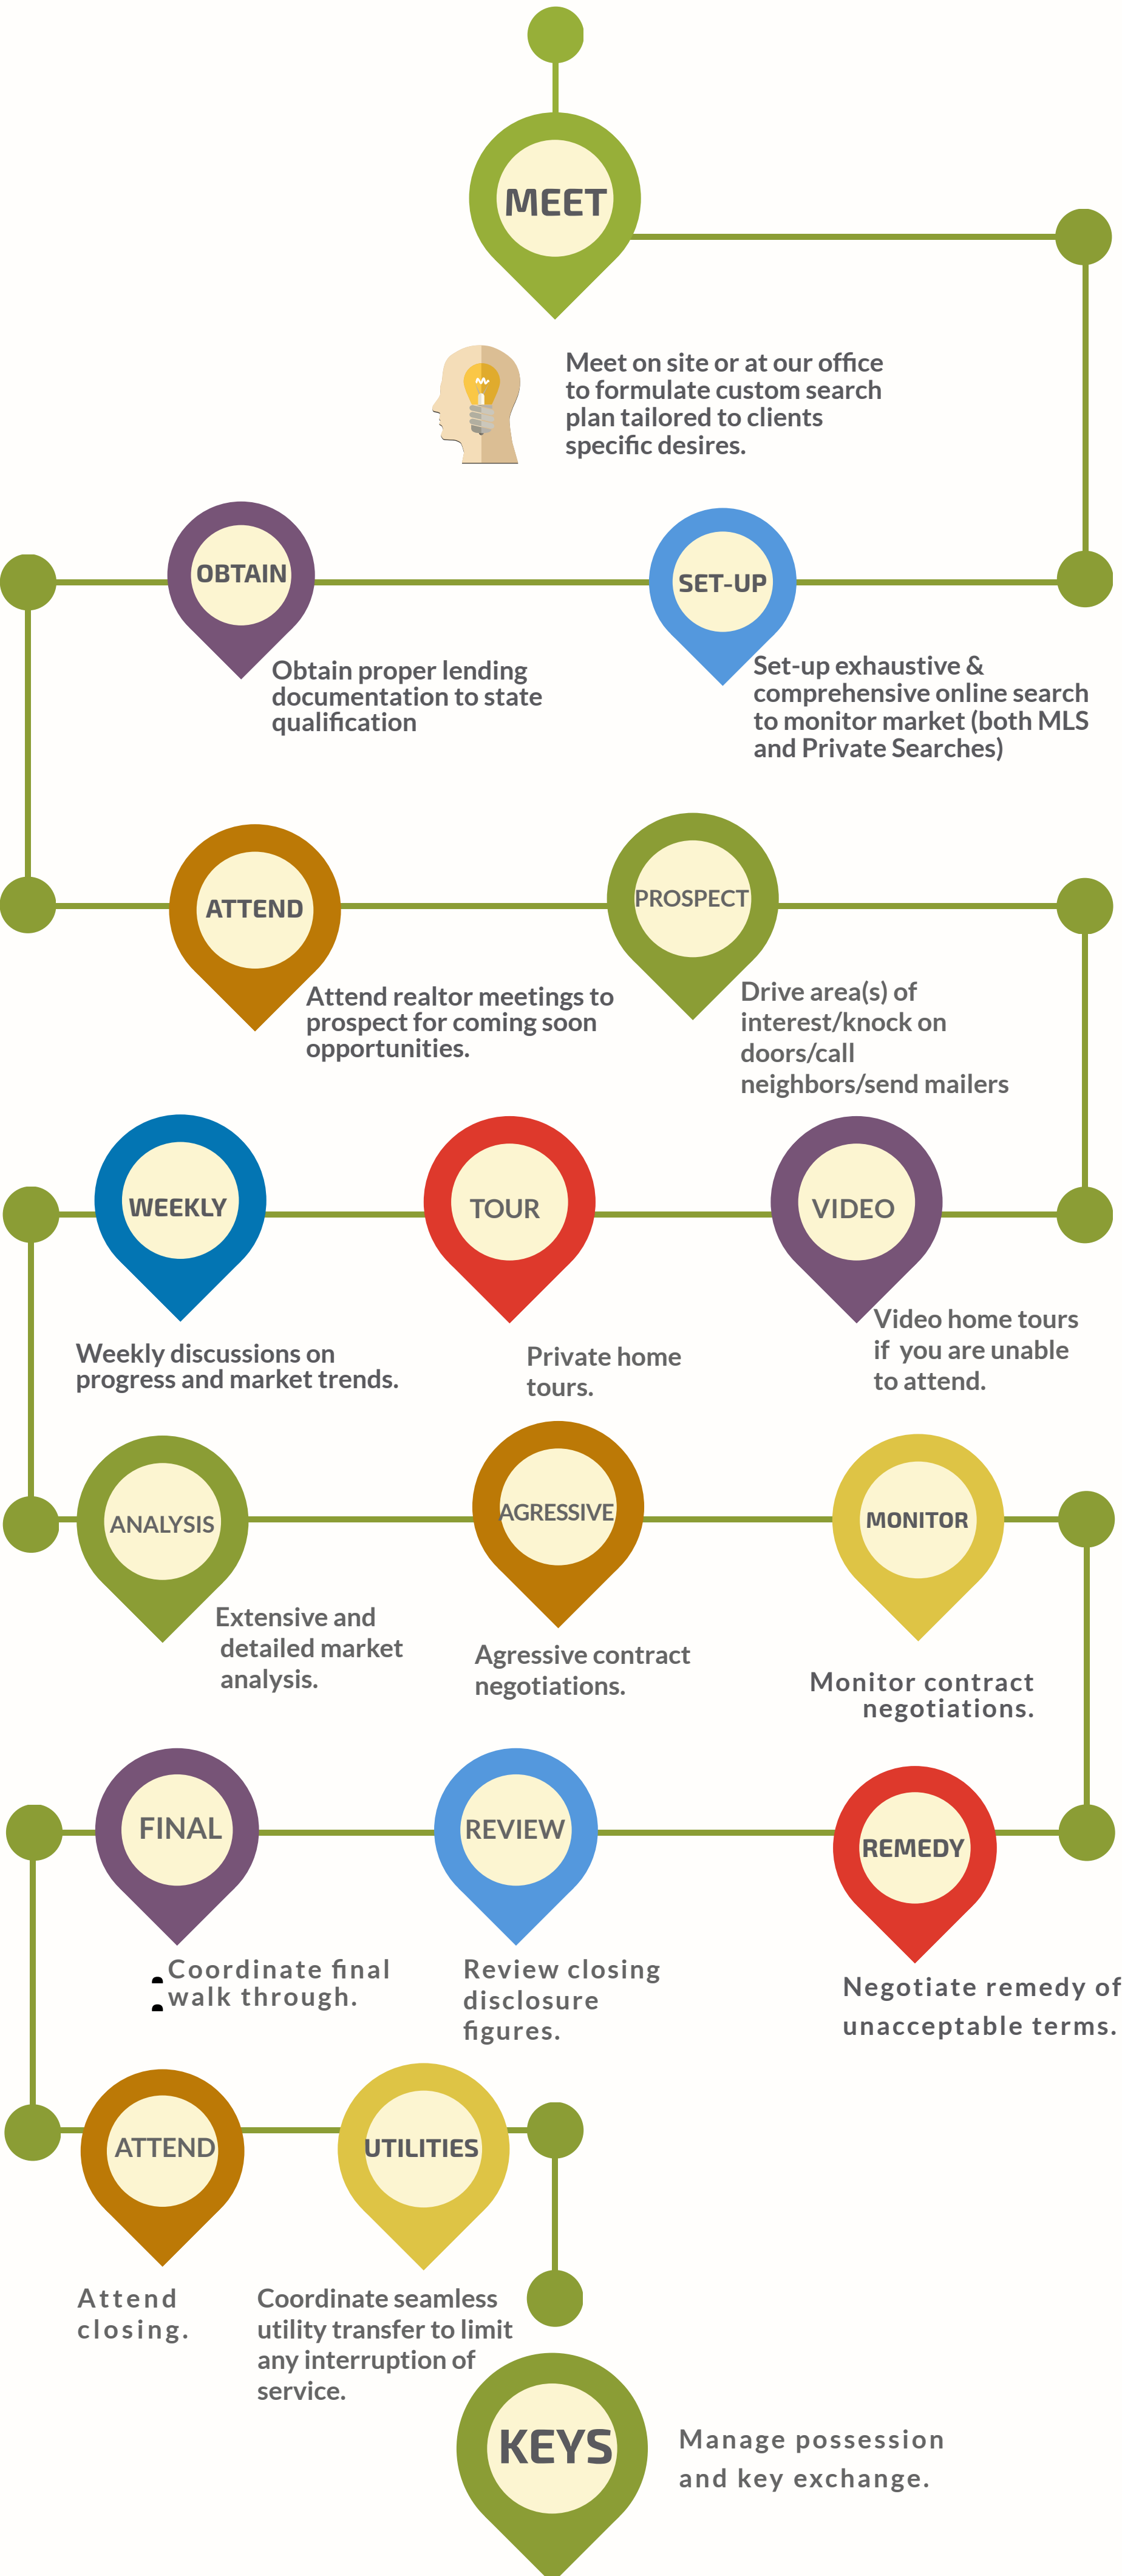 MEET
Meet on site or at our office
to formulate custom search
plan tailored to clients
specific desires.
OBTAIN
Obtain proper lending
documentation to state
qualification
SET-UP
Set-up exhaustive &
comprehensive online search
to monitor market (both MLS
and Private Searches)
ATTEND
Attend realtor meetings to
prospect for coming soon
opportunities.
PROSPECT
Drive area(s) of
interest/knock on
doors/call
neighbors/send mailers
WEEKLY
Weekly discussions on
progress and market trends.
TOUR
Private home
tours.
VIDEO
Video home tours
if you are unable
to attend.
ANALYSIS
Extensive and
detailed market
analysis.
AGRESSIVE
Agressive contract
negotiations.
MONITOR
Monitor contract
negotiations.
FINAL
Coordinate final
walk through.
REVIEW
Review closing
disclosure
figures.
REMEDY
Negotiate remedy of
unacceptable terms.
ATTEND
Attend
closing.
UTILITIES
Coordinate seamless
utility transfer to limit
any interruption of
service.
KEYS
Manage possession
and key exchange.